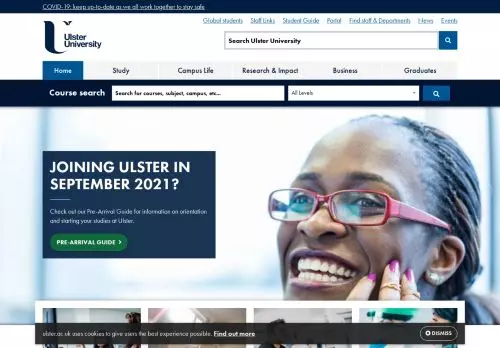 COVID-19: keep up-to-date as we all work together to stay safe
Global students Staff Links Student Guide Portal Find staff & Departments News Events
Ulster
University
Search Ulster University
Home Study Campus Life Research & Impact Business Graduates
Course search Search for courses, subject, campus, etc... All Levels
JOINING ULSTER IN
SEPTEMBER 2021?
Check out our Pre-Arrival Guide for information on orientation
and starting your studies at Ulster.
PRE-ARRIVAL GUIDE
ulster.ac.uk uses cookies to give users the best experience possible. Find out more DISMISS